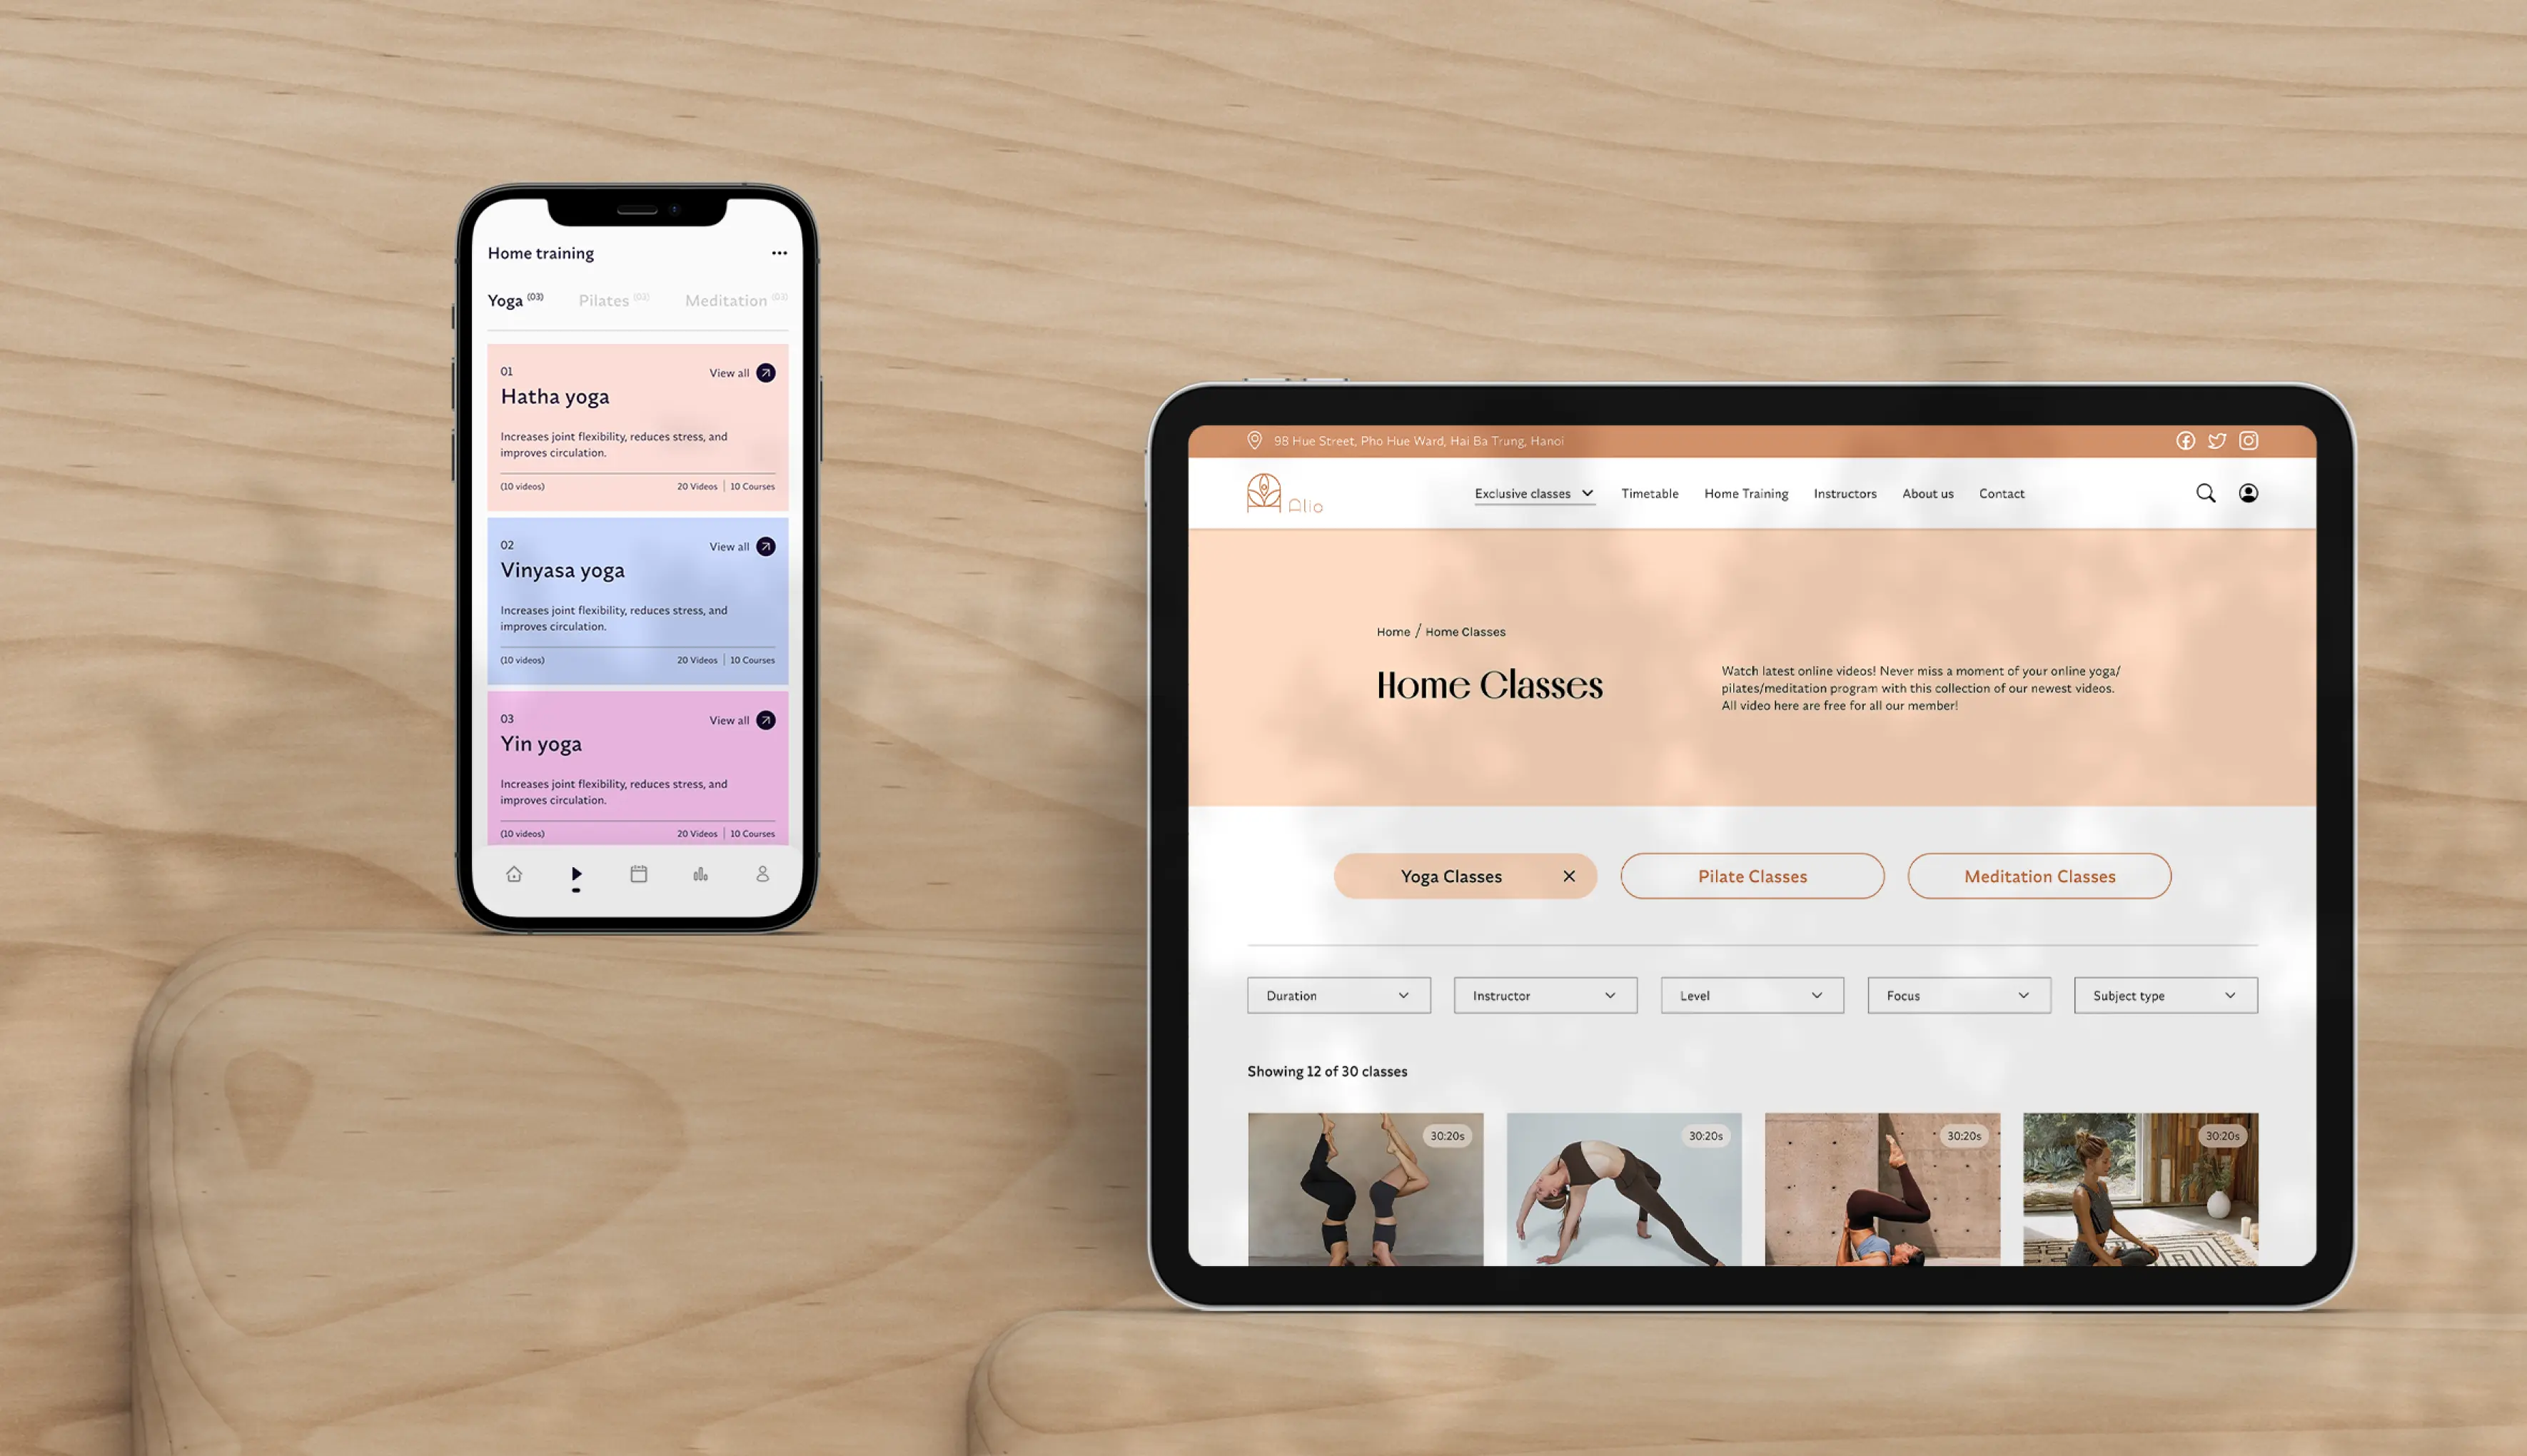 Home training
Yoga (03) Pilates (03) Meditation (03)
01
View all
Hatha yoga
Increases joint flexibility, reduces stress, and
improves circulation.
(10 videos) 20 Videos | 10 Courses
02
View all
Vinyasa yoga
Increases joint flexibility, reduces stress, and
improves circulation.
(10 videos) 20 Videos | 10 Courses
03
View all
Yin yoga
Increases joint flexibility, reduces stress, and
improves circulation.
(10 videos) 20 Videos | 10 Courses
98 Hue Street, Pho Hue Ward, Hai Ba Trung, Hanoi
Alio
Exclusive classes Timetable Home Training Instructors About us Contact
Home / Home Classes
Home Classes
Watch latest online videos! Never miss a moment of your online yoga/
pilates/meditation program with this collection of our newest videos.
All video here are free for all our member!
Yoga Classes Pilate Classes Meditation Classes
Duration Instructor Level Focus Subject type
Showing 12 of 30 classes
30:20s 30:20s 30:20s 30:20s